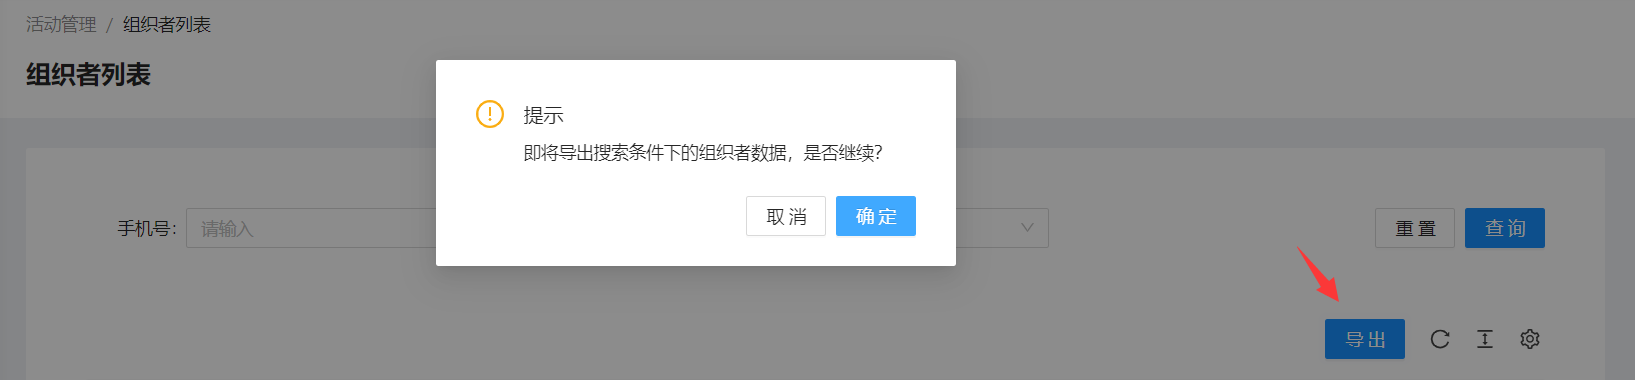 活动管理 / 组织者列表
组织者列表
提示
即将导出搜索条件下的组织者数据，是否继续？
取 消 确 定
手机号： 请输入 重 置 查 询
导 出